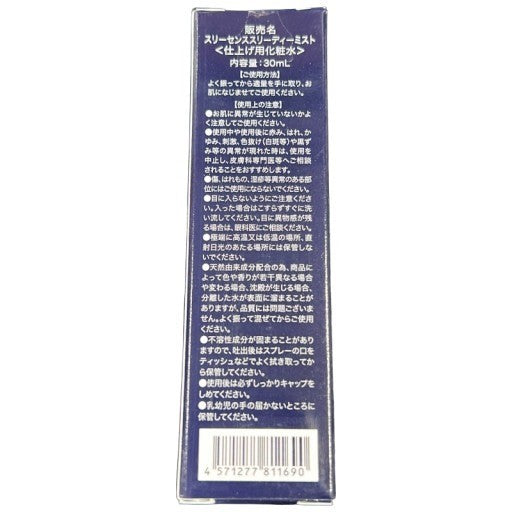 販売名
スリーセンススリーディーミスト
<仕上げ用化粧水>
内容量:30mL
【ご使用方法】
よく振ってから適量を手に取り、お
肌になじませてご使用ください。
【使用上の注意】
●お肌に異常が生じていないかよ
く注意してご使用ください。
●使用中や使用後に赤み、はれ、か
ゆみ、刺激、色抜け(白斑等)や黒ず
み等の異常が現れた時は、使用を
中止し、皮膚科専門医等へご相談
されることをおすすめします。
●傷、はれもの、湿疹等異常のある部
位にはご使用にならないでください。
●目に入らないようにご注意くださ
い。入った場合はこすらずすぐに洗
い流してください。目に異物感が残
る場合は、眼科医にご相談ください。
●極端に高温又は低温の場所、直
射日光のあたる場所には保管しな
いでください。
●天然由来成分配合の為、商品に
よって色や香りが若干異なる場合
や変わる場合、沈殿が生じる場合、
分離した水が表面に溜まることが
ありますが、品質には問題ございま
せん。よく振って混ぜてからご使用
ください。
●不溶性成分が固まることがあり
ますので、吐出後はスプレーの口を
ティッシュなどでよく拭き取ってか
ら保管してください。
●使用後は必ずしっかりキャップを
しめてください。
●乳幼児の手の届かないところに
保管してください。
4 571277 811690